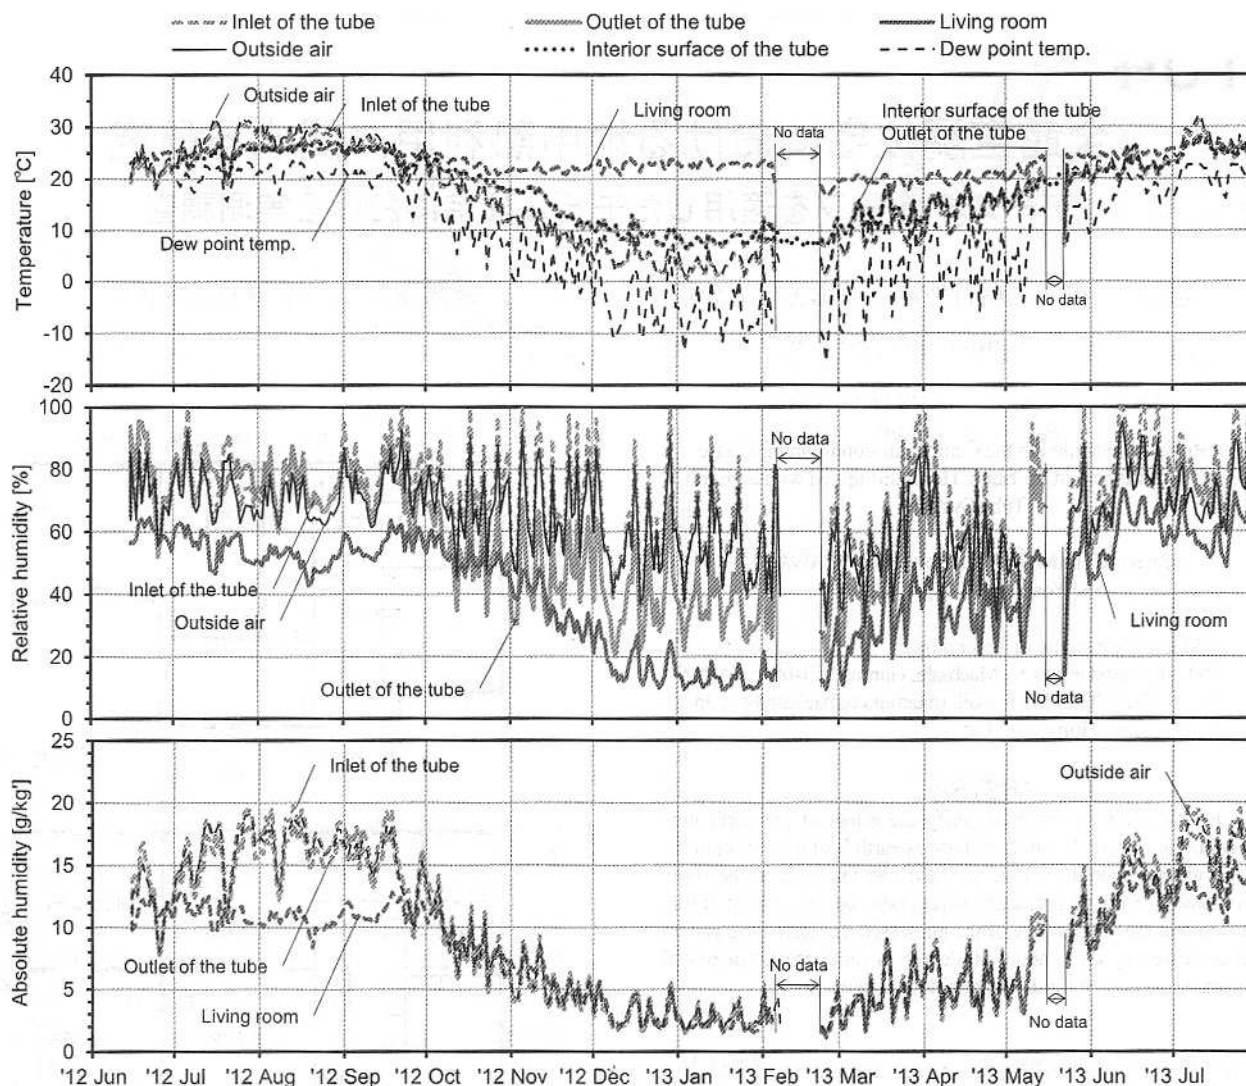 Inlet of the tube Outlet of the tube Living room
Outside air Interior surface of the tube Dew point temp.
Temperature [°C]
40
30
20
10
0
-10
-20
Outside air
Inlet of the tube
Living room
Interior surface of the tube
Outlet of the tube
No data
Dew point temp.
No data
Relative humidity [%]
100
80
60
40
20
0
No data
Inlet of the tube
Outside air
Outlet of the tube
Living room
No data
Absolute humidity [g/kg']
25
20
15
10
5
0
Inlet of the tube
Outside air
Outlet of the tube
Living room
No data
No data
'12 Jun '12 Jul '12 Aug '12 Sep '12 Oct '12 Nov '12 Dec '13 Jan '13 Feb '13 Mar '13 Apr '13 May '13 Jun '13 Jul